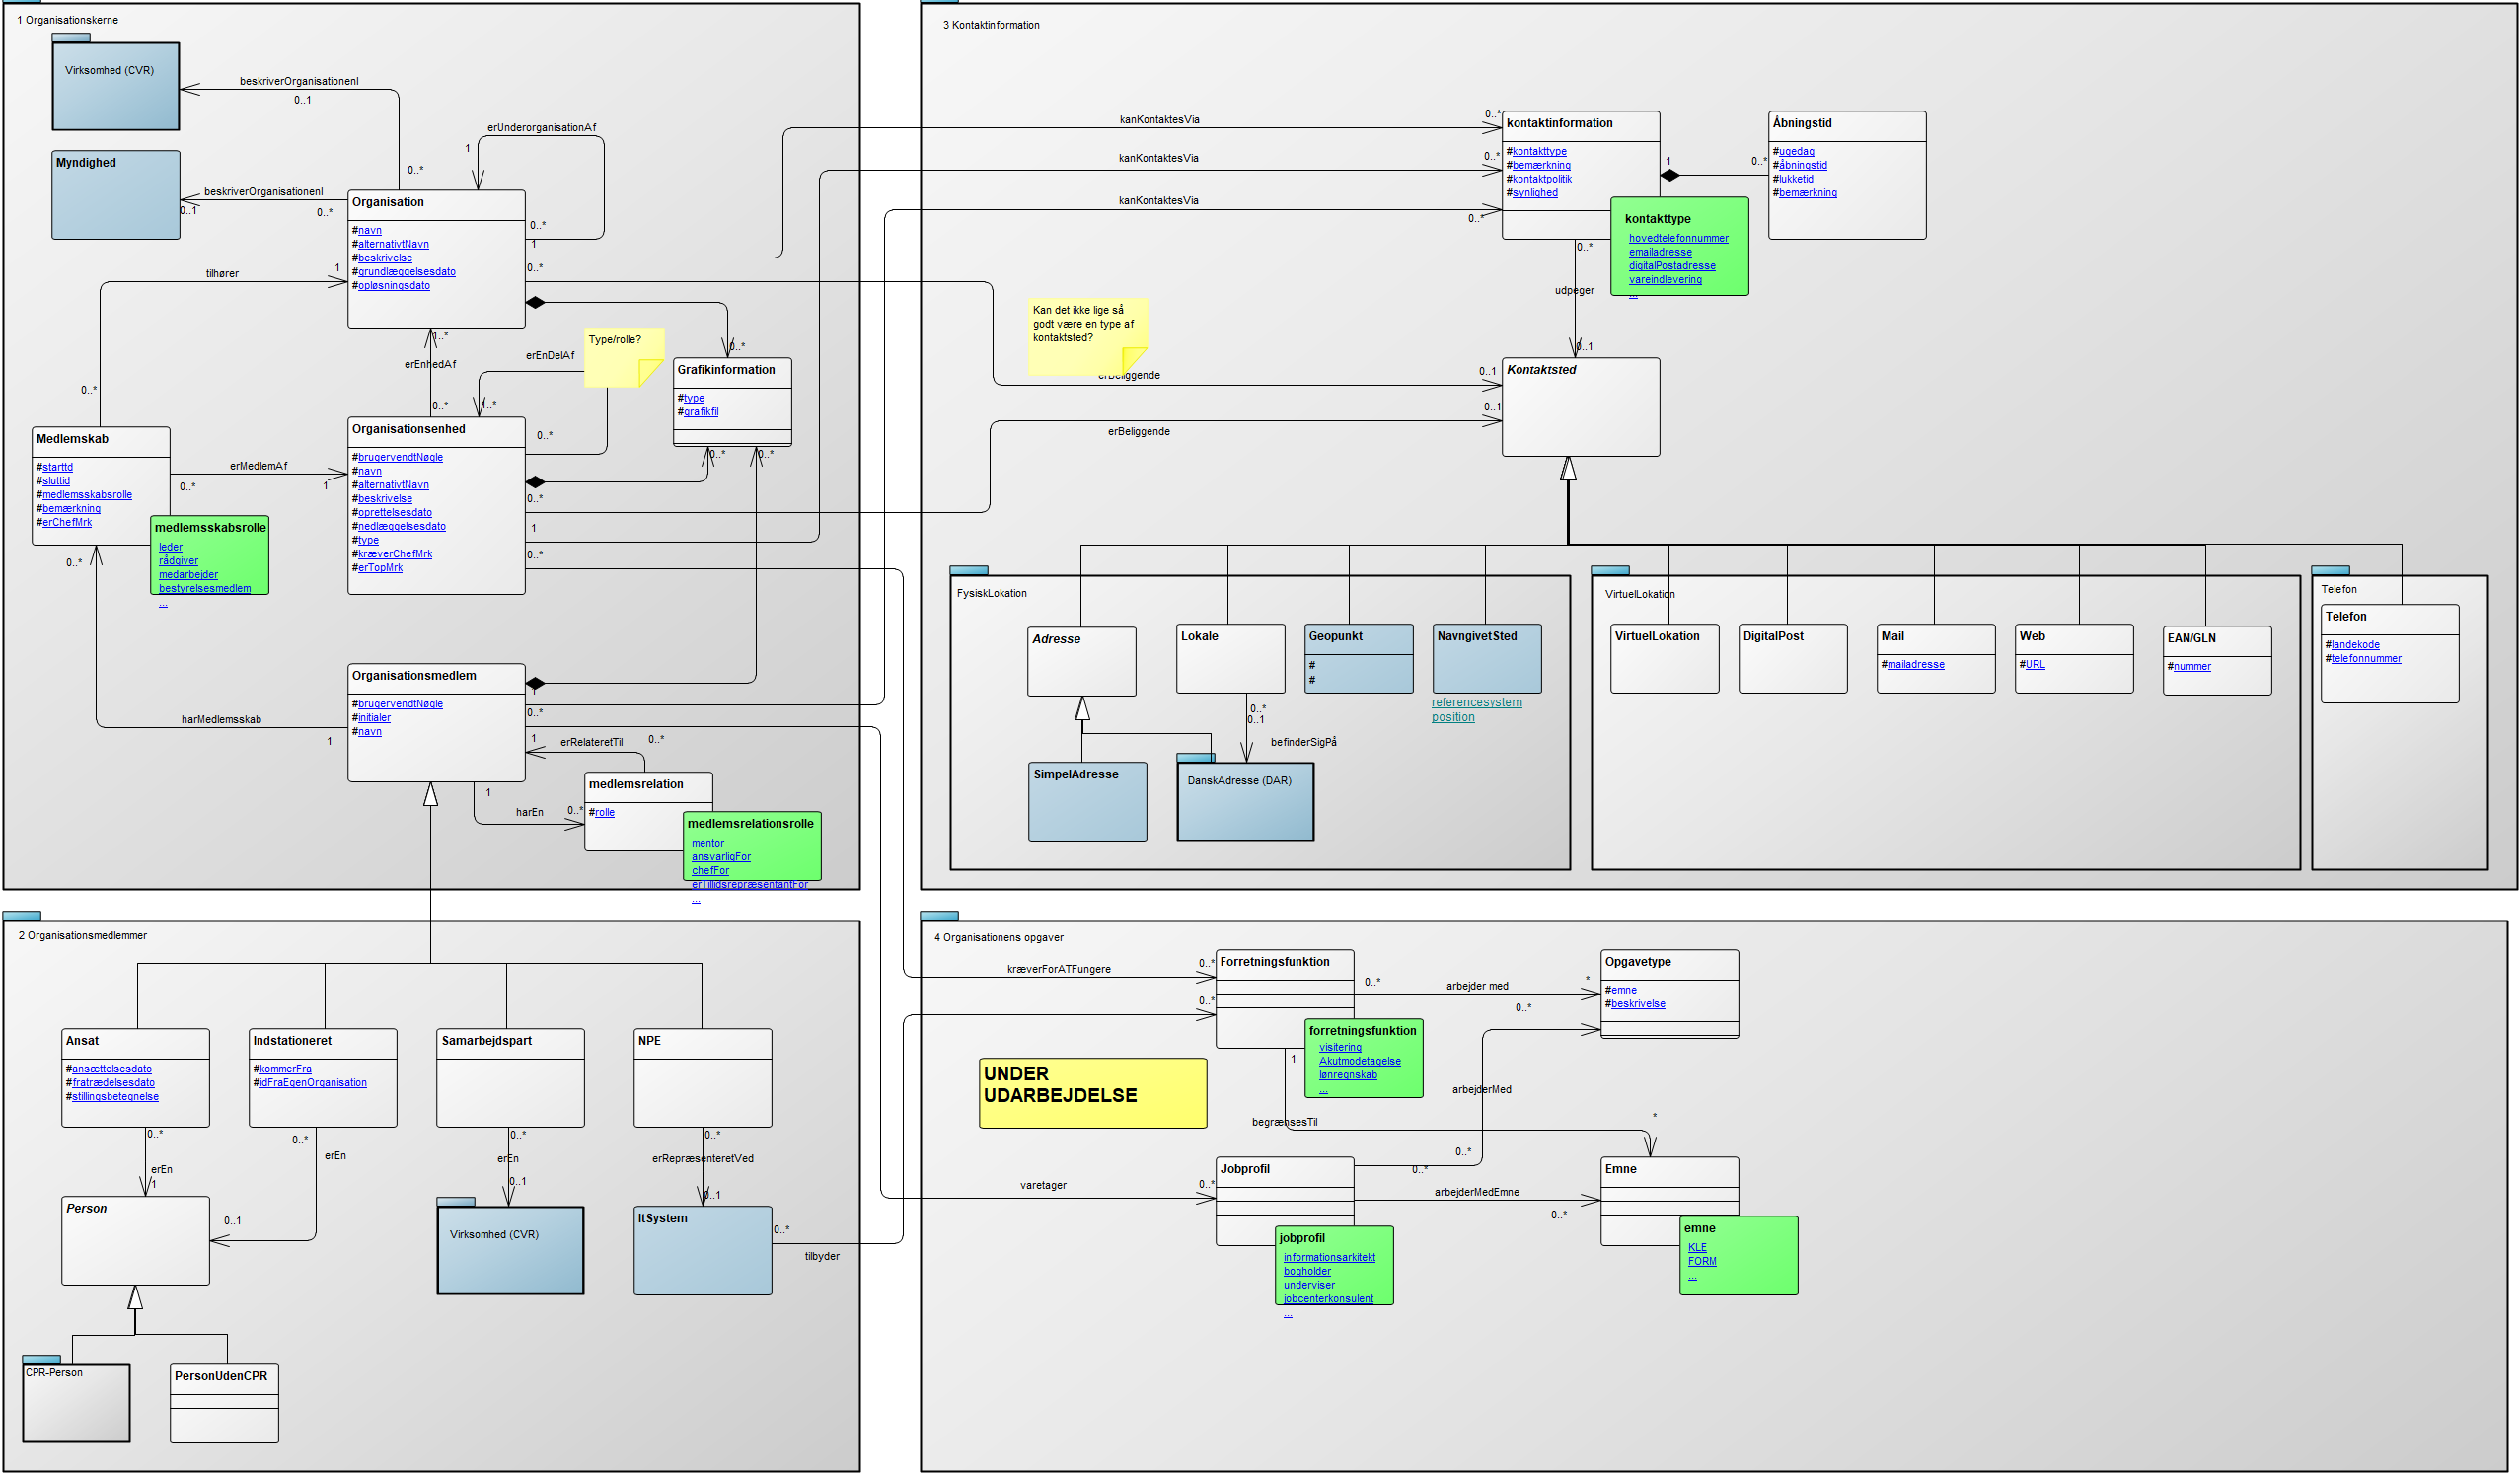 1 Organisationskerne
Virksomhed (CVR)
beskriverOrganisationenI
0..1
0..*
Myndighed
beskriverOrganisationenI
0..1
0..*
erUnderorganisationAf
1
0..*
Organisation
#navn
#alternativtNavn
#beskrivelse
#grundlæggelsesdato
#opløsningsdato
1
0..*
tilhører
1
0..*
erEnhedAf
1..*
0..*
erEnDelAf
1..*
0..*
Type/rolle?
Grafikinformation
#type
#grafikfil
0..*
0..*
0..*
Medlemskab
#starttd
#sluttid
#medlemsskabsrolle
#bemærkning
#erChefMrk
0..*
medlemsskabsrolle
leder
rådgiver
medarbejder
bestyrelsesmedlem
...
erMedlemAf
0..*
1
Organisationsenhed
#brugervendtNøgle
#navn
#alternativtNavn
#beskrivelse
#oprettelsesdato
#nedlæggelsesdato
#type
#kræverChefMrk
#erTopMrk
0..*
1
0..*
harMedlemsskab
1
Organisationsmedlem
#brugervendtNøgle
#initialer
#navn
1
0..*
1
erRelateretTil
0..*
1
harEn
0..*
medlemsrelation
#rolle
medlemsrelationsrolle
mentor
ansvarligFor
chefFor
erTillidsrepræsentantFor
...
3 Kontaktinformation
kanKontaktesVia
0..*
kanKontaktesVia
0..*
kanKontaktesVia
0..*
kontaktinformation
#kontakttype
#bemærkning
#kontaktpolitik
#synlighed
1
0..*
Åbningstid
#ugedag
#åbningstid
#lukketid
#bemærkning
kontakttype
hovedtelefonnummer
emailadresse
digitalPostadresse
vareindlevering
...
0..*
udpeger
0..1
Kan det ikke lige så
godt være en type af
kontaktsted?
erBeliggende
0..1
erBeliggende
0..1
Kontaktsted
FysiskLokation
Adresse
Lokale
Geopunkt
#
#
NavngivetSted
referencesystem
position
0..*
0..1
befinderSigPå
SimpelAdresse
DanskAdresse (DAR)
VirtuelLokation
VirtuelLokation
DigitalPost
Mail
#mailadresse
Web
#URL
EAN/GLN
#nummer
Telefon
Telefon
#landekode
#telefonnummer
2 Organisationsmedlemmer
Ansat
#ansættelsesdato
#fratrædelsesdato
#stillingsbetegnelse
Indstationeret
#kommerFra
#idFraEgenOrganisation
Samarbejdspart
NPE
0..*
erEn
1
0..*
erEn
0..1
0..*
erEn
0..1
0..*
erRepræsenteretVed
0..1
Person
Virksomhed (CVR)
ItSystem
0..*
tilbyder
CPR-Person
PersonUdenCPR
4 Organisationens opgaver
kræverForATFungere
0..*
0..*
Forretningsfunktion
0..*
arbejder med
*
0..*
Opgavetype
#emne
#beskrivelse
forretningsfunktion
visitering
Akutmodetagelse
lønregnskab
...
1
begrænsesTil
*
arbejderMed
0..*
UNDER
UDARBEJDELSE
varetager
0..*
Jobprofil
0..*
arbejderMedEmne
0..*
Emne
jobprofil
informationsarkitekt
bogholder
underviser
jobcenterkonsulent
...
emne
KLE
FORM
...